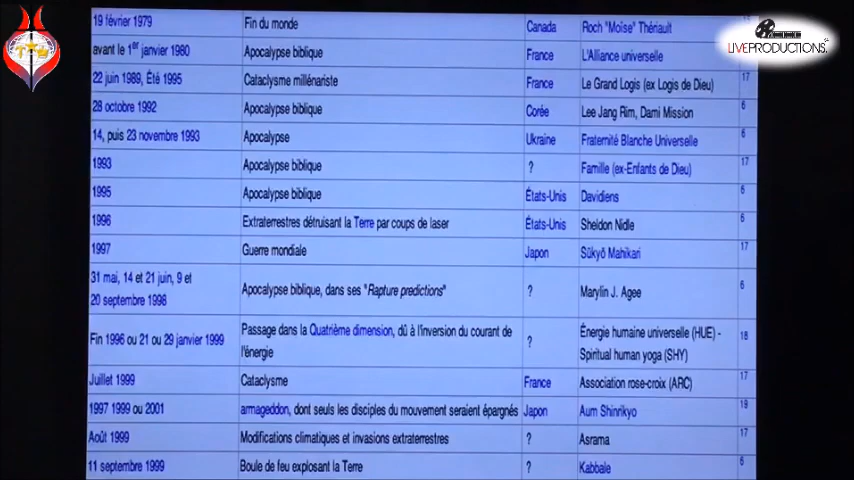 19 février 1979 Fin du monde Canada Roch "Moïse" Thériault
avant le 1er janvier 1980 Apocalypse biblique France L'Alliance universelle
22 juin 1989, Été 1995 Cataclysme millénariste France Le Grand Logis (ex Logis de Dieu) 17
28 octobre 1992 Apocalypse biblique Corée Lee Jang Rim, Dami Mission 6
14, puis 23 novembre 1993 Apocalypse Ukraine Fraternité Blanche Universelle 6
1993 Apocalypse biblique ? Famille (ex-Enfants de Dieu) 17
1995 Apocalypse biblique États-Unis Davidiens 6
1996 Extraterrestres détruisant la Terre par coups de laser États-Unis Sheldon Nidle 6
1997 Guerre mondiale Japon Sûkyô Mahikari 17
31 mai, 14 et 21 juin, 9 et
20 septembre 1998
Apocalypse biblique, dans ses "Rapture predictions" ? Marylin J. Agee 6
Fin 1996 ou 21 ou 29 janvier 1999
Passage dans la Quatrième dimension, dû à l'inversion du courant de
l'énergie
?
Énergie humaine universelle (HUE) -
Spiritual human yoga (SHY)
18
Juillet 1999 Cataclysme France Association rose-croix (ARC) 17
1997 1999 ou 2001 armageddon, dont seuls les disciples du mouvement seraient épargnés Japon Aum Shinrikyo 19
Août 1999 Modifications climatiques et invasions extraterrestres ? Asrama 17
11 septembre 1999 Boule de feu explosant la Terre ? Kabbale 6
LIVEPRODUCTIONS